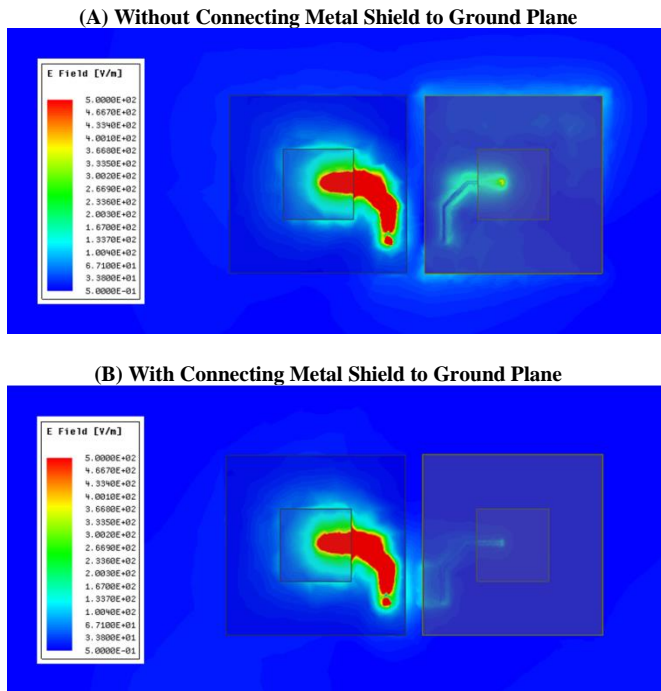 (A) Without Connecting Metal Shield to Ground Plane
E Field [V/m]
5.0000E+02
4.6670E+02
4.3340E+02
4.0010E+02
3.6680E+02
3.3350E+02
3.0020E+02
2.6690E+02
2.3360E+02
2.0030E+02
1.6700E+02
1.3370E+02
1.0040E+02
6.7100E+01
3.3800E+01
5.0000E-01
(B) With Connecting Metal Shield to Ground Plane
E Field [V/m]
5.0000E+02
4.6670E+02
4.3340E+02
4.0010E+02
3.6680E+02
3.3350E+02
3.0020E+02
2.6690E+02
2.3360E+02
2.0030E+02
1.6700E+02
1.3370E+02
1.0040E+02
6.7100E+01
3.3800E+01
5.0000E-01